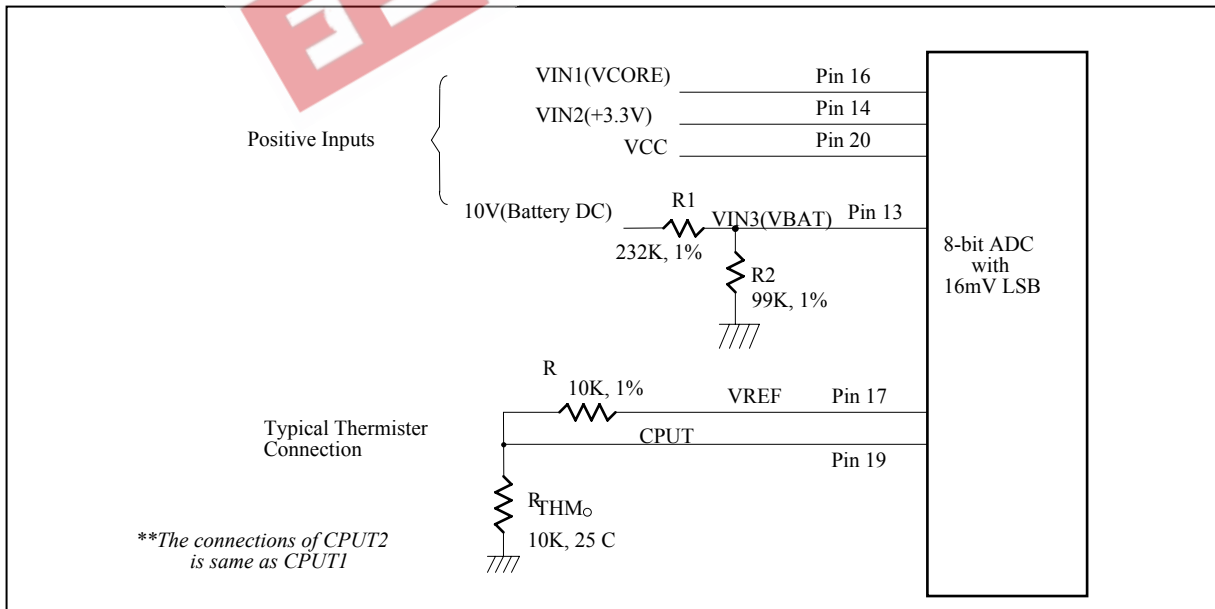 VIN1(VCORE) Pin 16
VIN2(+3.3V) Pin 14
VCC Pin 20
Positive Inputs
10V(Battery DC) R1 VIN3(VBAT) Pin 13
232K, 1%
R2
99K, 1%
8-bit ADC
with
16mV LSB
R
10K, 1% VREF Pin 17
Typical Thermister
Connection
CPUT
Pin 19
RTHM
10K, 25 C
**The connections of CPUT2
is same as CPUT1